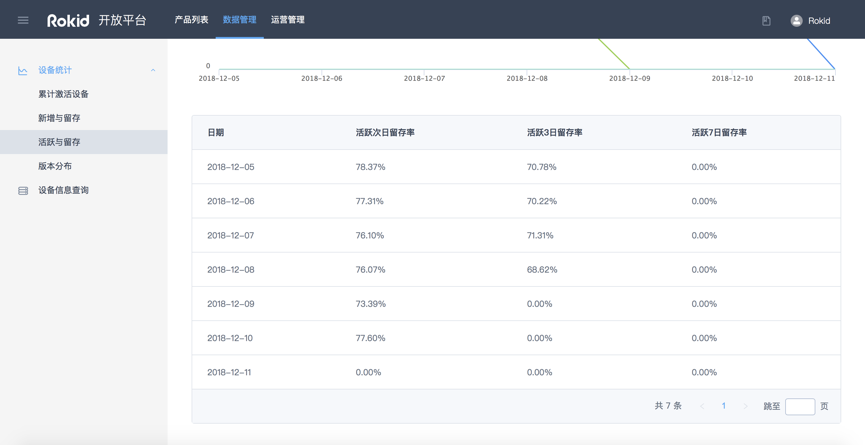 Rokid 开放平台 产品列表 数据管理 运营管理 Rokid
设备统计
累计激活设备
新增与留存
活跃与留存
版本分布
设备信息查询
0
2018-12-05 2018-12-06 2018-12-07 2018-12-08 2018-12-09 2018-12-10 2018-12-11
日期 活跃次日留存率 活跃3日留存率 活跃7日留存率
2018-12-05 78.37% 70.78% 0.00%
2018-12-06 77.31% 70.22% 0.00%
2018-12-07 76.10% 71.31% 0.00%
2018-12-08 76.07% 68.62% 0.00%
2018-12-09 73.39% 0.00% 0.00%
2018-12-10 77.60% 0.00% 0.00%
2018-12-11 0.00% 0.00% 0.00%
共 7 条 < 1 > 跳至 页